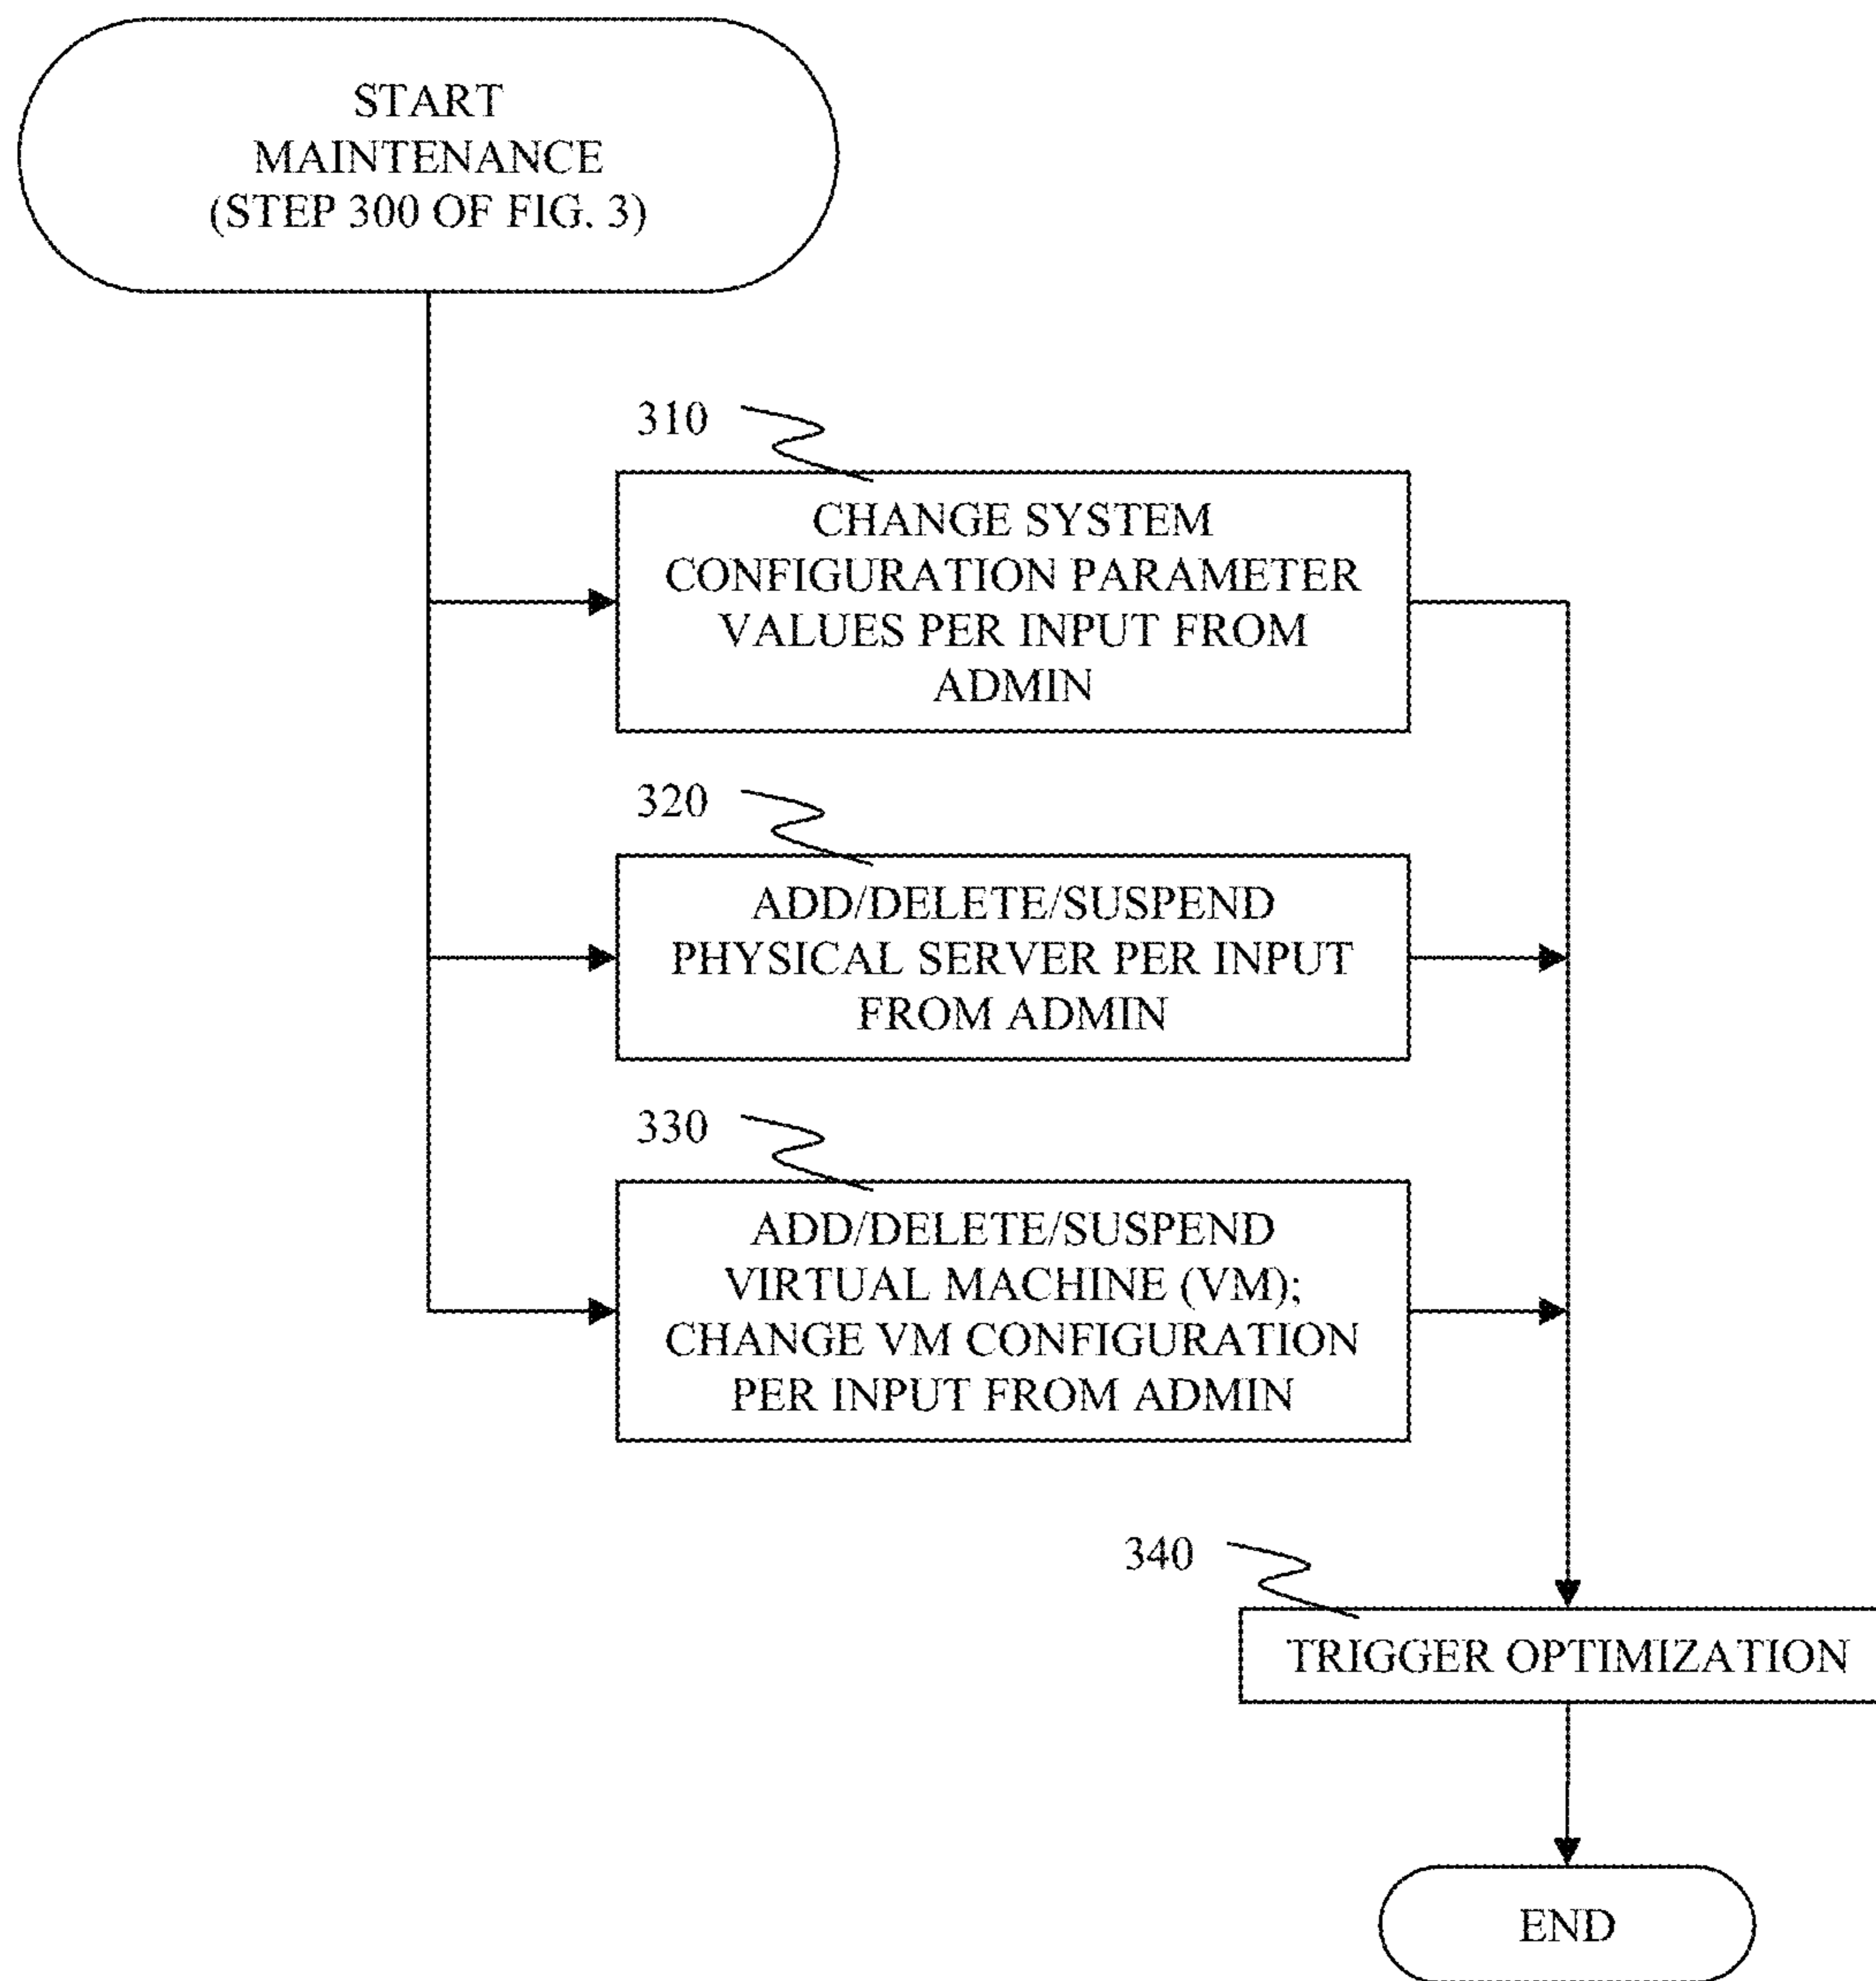 START
MAINTENANCE
(STEP 300 OF FIG. 3)
310
CHANGE SYSTEM
CONFIGURATION PARAMETER
VALUES PER INPUT FROM
ADMIN
320
ADD/DELETE/SUSPEND
PHYSICAL SERVER PER INPUT
FROM ADMIN
330
ADD/DELETE/SUSPEND
VIRTUAL MACHINE (VM);
CHANGE VM CONFIGURATION
PER INPUT FROM ADMIN
340
TRIGGER OPTIMIZATION
END